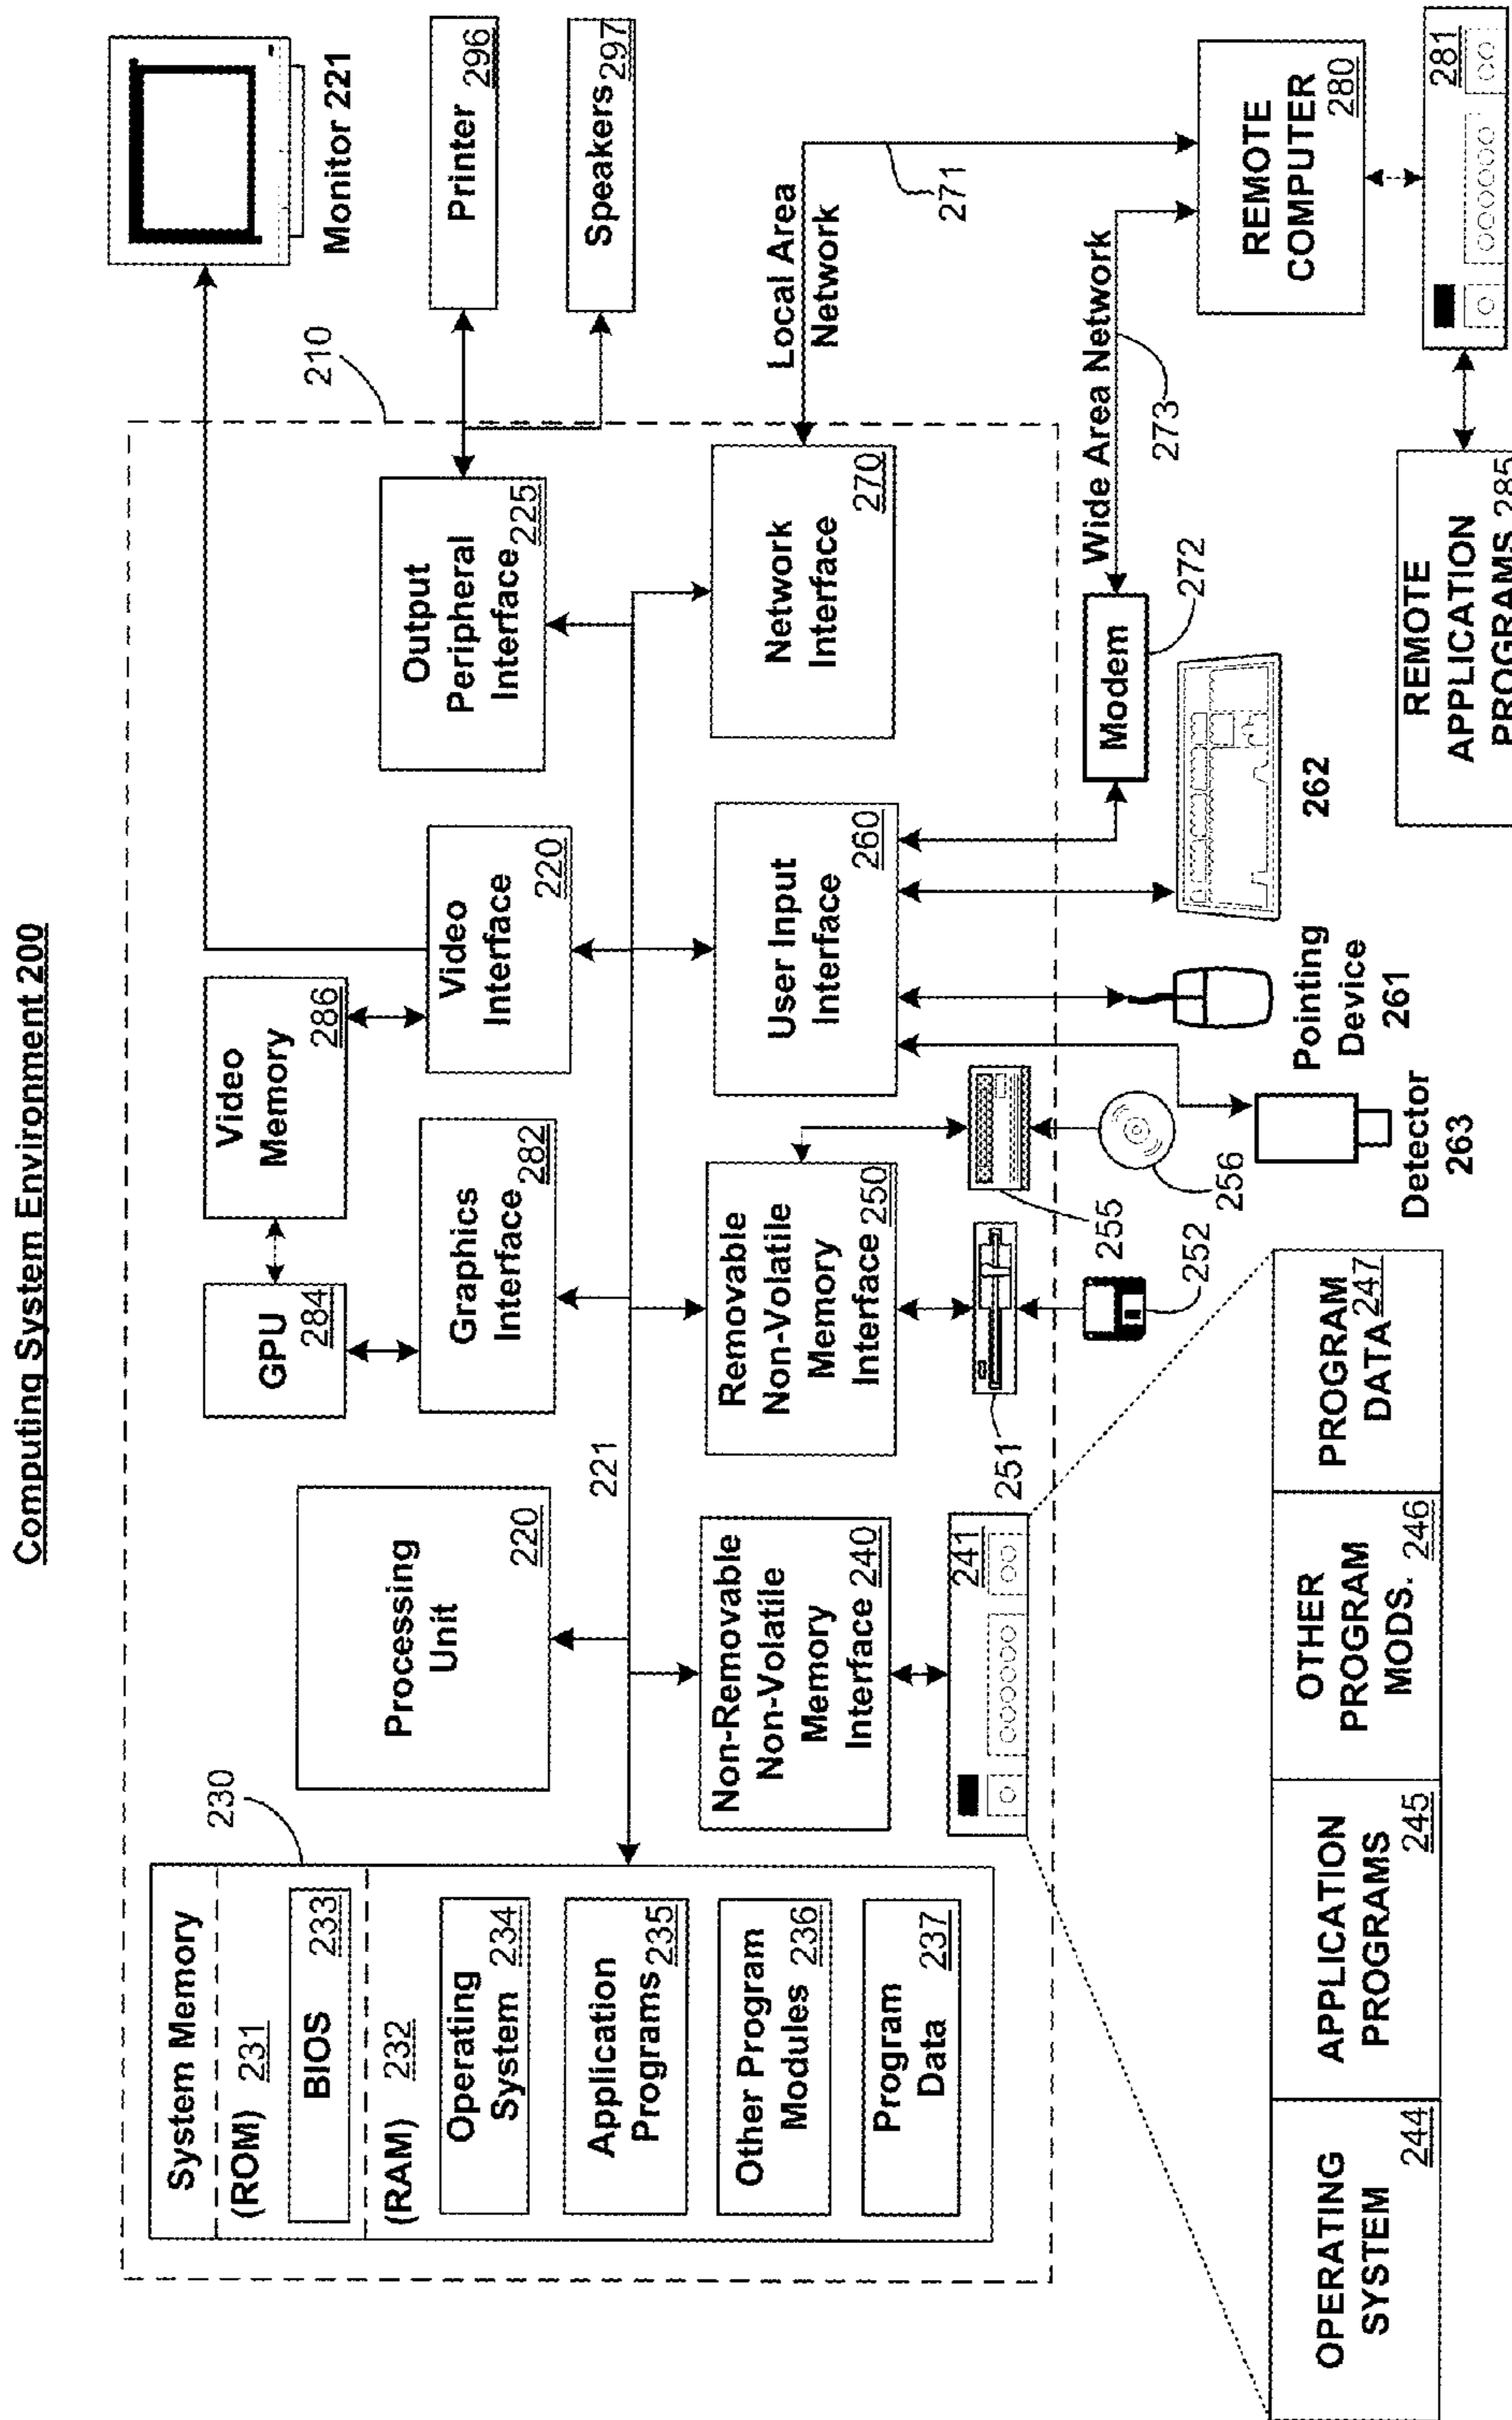 Computing System Environment 200
System Memory
(ROM) 231
BIOS 233
(RAM) 232
Operating
System 234
Application
Programs 235
Other Program
Modules 236
Program
Data 237
230
Processing
Unit
220
221
GPU
284
Video
Memory
286
Graphics
Interface 282
Video
Interface
220
Output
Peripheral 225
Interface
210
Monitor 221
Printer
296
Speakers 297
Non-Removable
Non-Volatile
Memory
Interface 240
Removable
Non-Volatile
Memory
Interface 250
User Input
Interface
260
Network
Interface
270
Local Area
Network
271
241
251
252
255
256
Detector
263
Pointing
Device
261
262
Modem
272
Wide Area Network
273
REMOTE
COMPUTER
280
281
REMOTE
APPLICATION
PROGRAMS 285
OPERATING
SYSTEM
244
APPLICATION
PROGRAMS
245
OTHER
PROGRAM
MODS. 246
PROGRAM
DATA 247